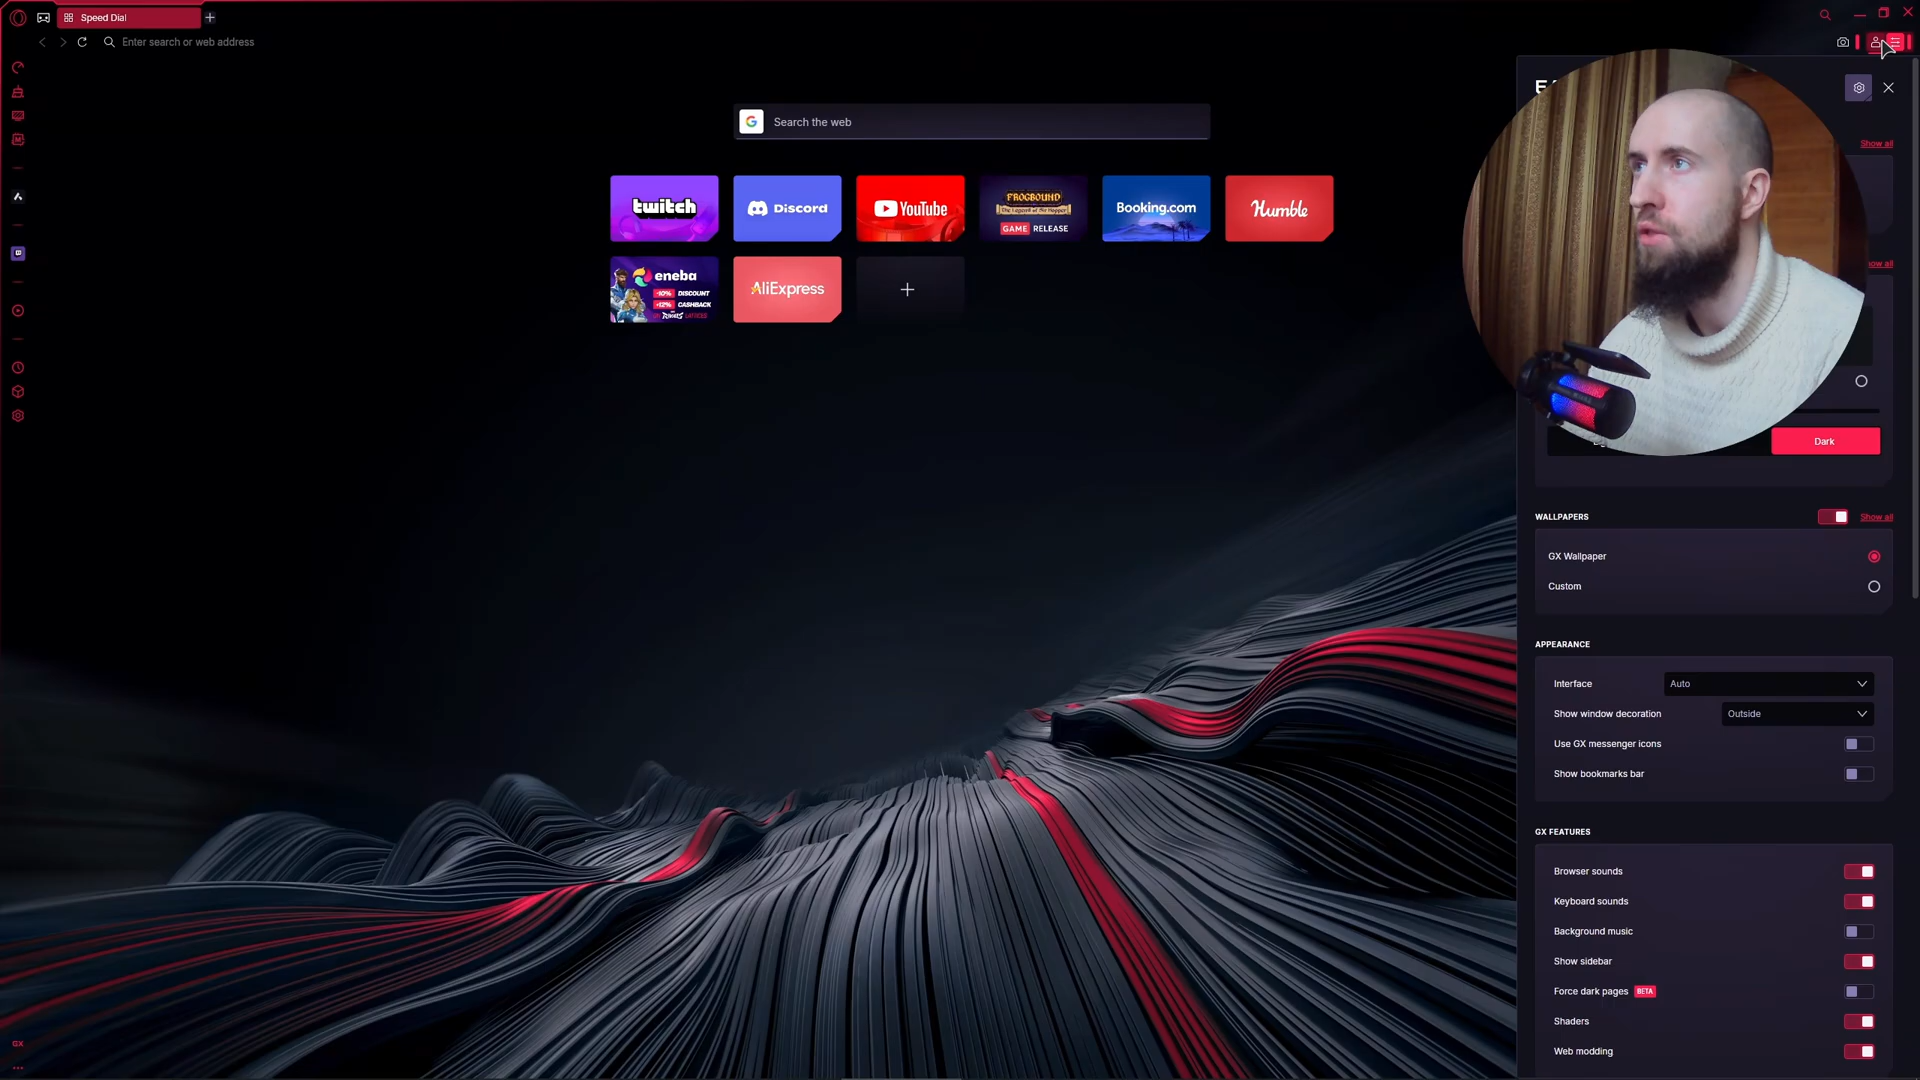 Speed Dial
Enter search or web address
Show all
G Search the web
twitch
Discord
YouTube
FROGBOUND
GAME RELEASE
Booking.com
Humble
eneba
-10% DISCOUNT
+12% CASHBACK
AliExpress
Dark
WALLPAPERS
Show all
GX Wallpaper
Custom
APPEARANCE
Interface
Auto
Show window decoration
Outside
Use GX messenger icons
Show bookmarks bar
GX FEATURES
Browser sounds
Keyboard sounds
Background music
Show sidebar
Force dark pages BETA
Shaders
Web modding
GX